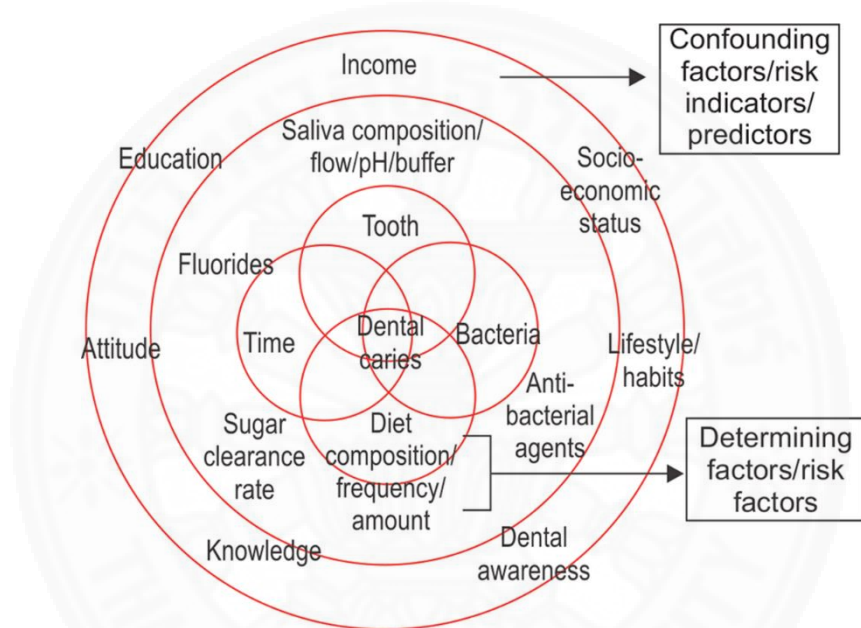 Income
Confounding
factors/risk
indicators/
predictors
Education
Saliva composition/
flow/pH/buffer
Socio-
economic
status
Tooth
Fluorides
Attitude
Time
Dental
caries
Bacteria
Lifestyle/
habits
Sugar
clearance
rate
Diet
composition/
frequency/
amount
Anti-
bacterial
agents
Determining
factors/risk
factors
Knowledge
Dental
awareness